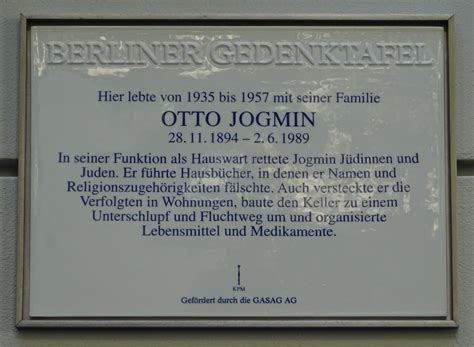 BERLINER GEDENKTAFEL
Hier lebte von 1935 bis 1957 mit seiner Familie
OTTO JOGMIN
28.11.1894 – 2.6.1989
In seiner Funktion als Hauswart rettete Jogmin Jüdinnen und
Juden. Er führte Hausbücher, in denen er Namen und
Religionszugehörigkeiten fälschte. Auch versteckte er die
Verfolgten in Wohnungen, baute den Keller zu einem
Unterschlupf und Fluchtweg um und organisierte
Lebensmittel und Medikamente.
KPM
Gefördert durch die GASAG AG